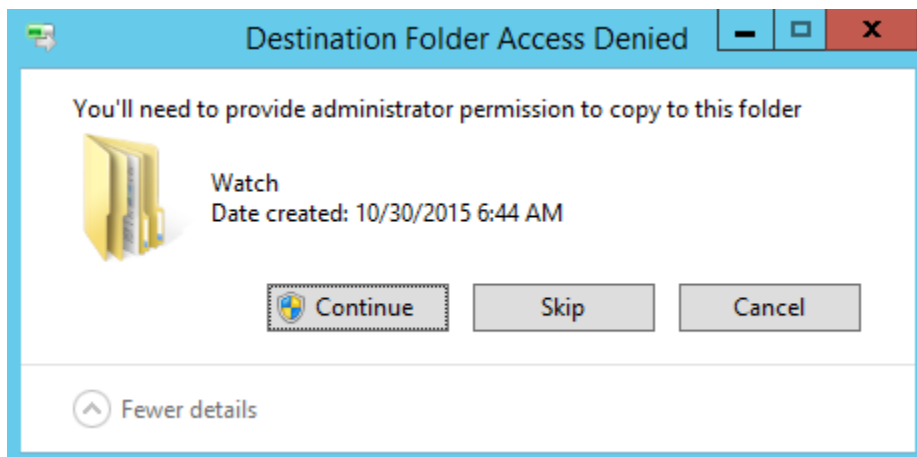 Destination Folder Access Denied
You'll need to provide administrator permission to copy to this folder
Watch
Date created: 10/30/2015 6:44 AM
Continue Skip Cancel
Fewer details